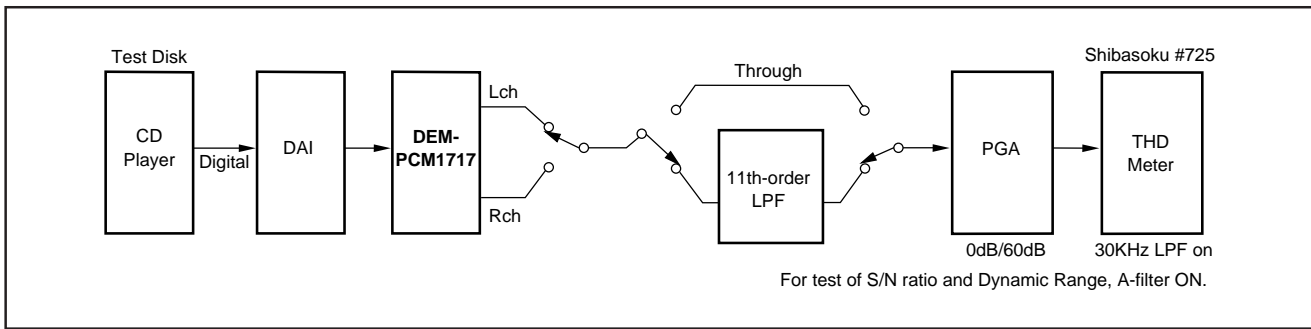 Test Disk
CD
Player
Digital
DAI
DEM-
PCM1717
Lch
Rch
Through
11th-order
LPF
PGA
0dB/60dB
Shibasoku #725
THD
Meter
30KHz LPF on
For test of S/N ratio and Dynamic Range, A-filter ON.